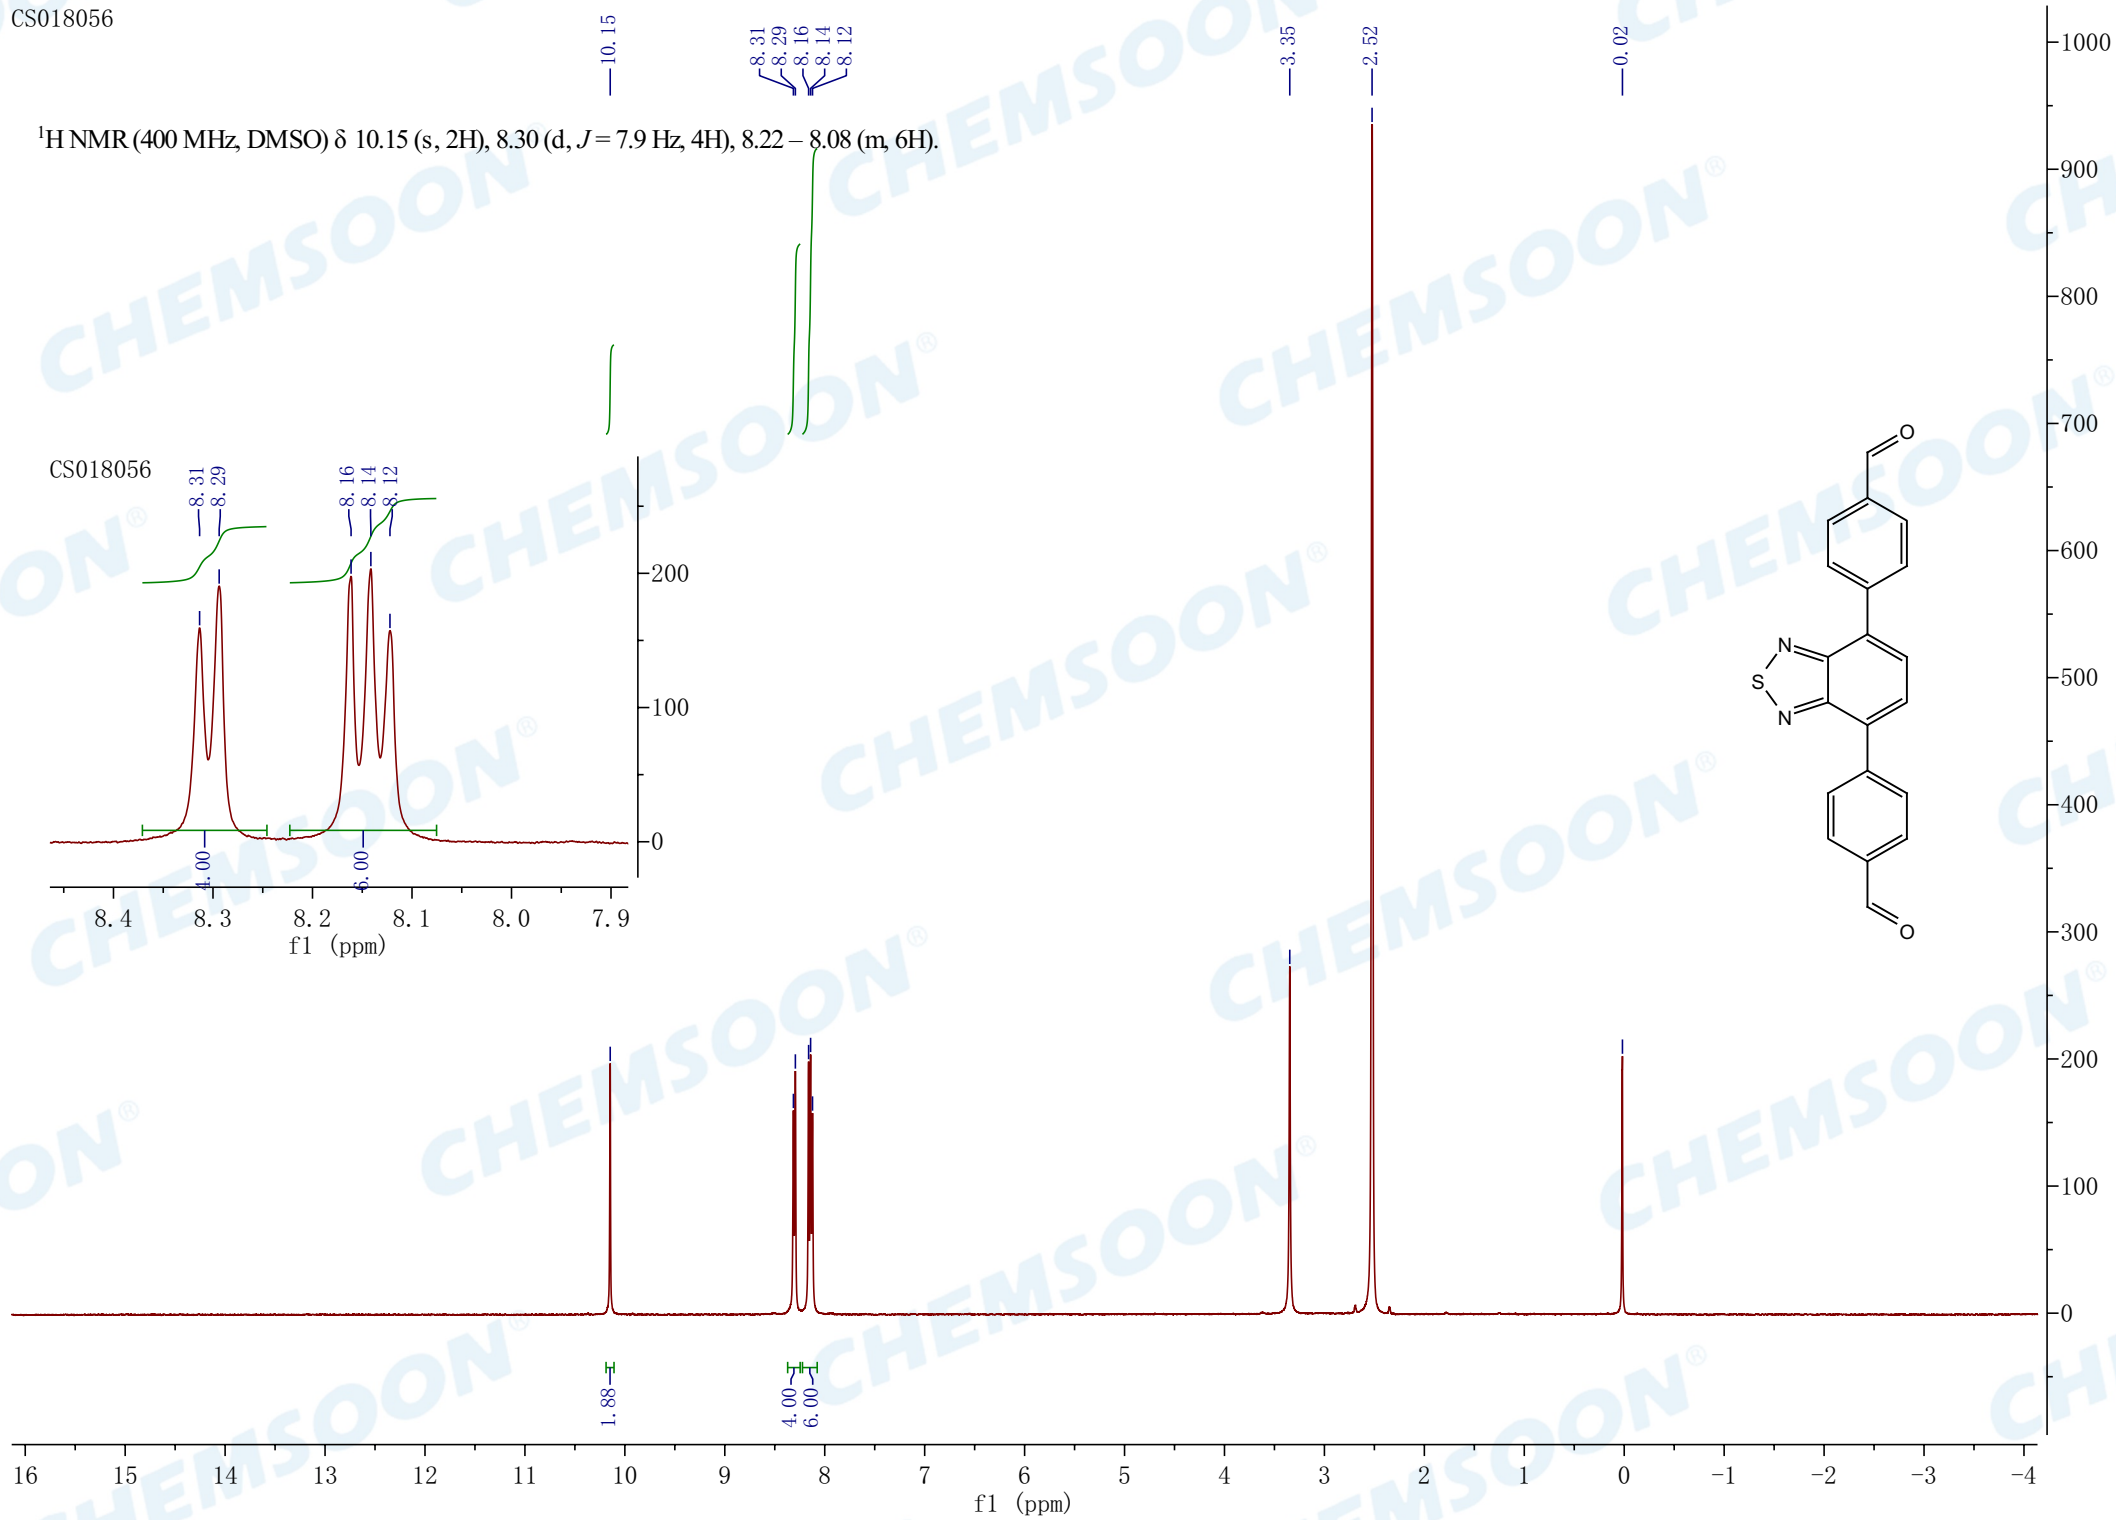 CS018056
10.15
8.31
8.29
8.16
8.14
8.12
3.35
2.52
0.02
¹H NMR (400 MHz, DMSO) δ 10.15 (s, 2H), 8.30 (d, J = 7.9 Hz, 4H), 8.22 – 8.08 (m, 6H).
CS018056
8.31
8.29
8.16
8.14
8.12
200
100
0
4.00
6.00
8.4 8.3 8.2 8.1 8.0 7.9
f1 (ppm)
1000
900
800
700
600
500
400
300
200
100
0
O
N
S
N
O
1.88
4.00
6.00
16 15 14 13 12 11 10 9 8 7 6 5 4 3 2 1 0 -1 -2 -3 -4
f1 (ppm)
CHEMSOON®